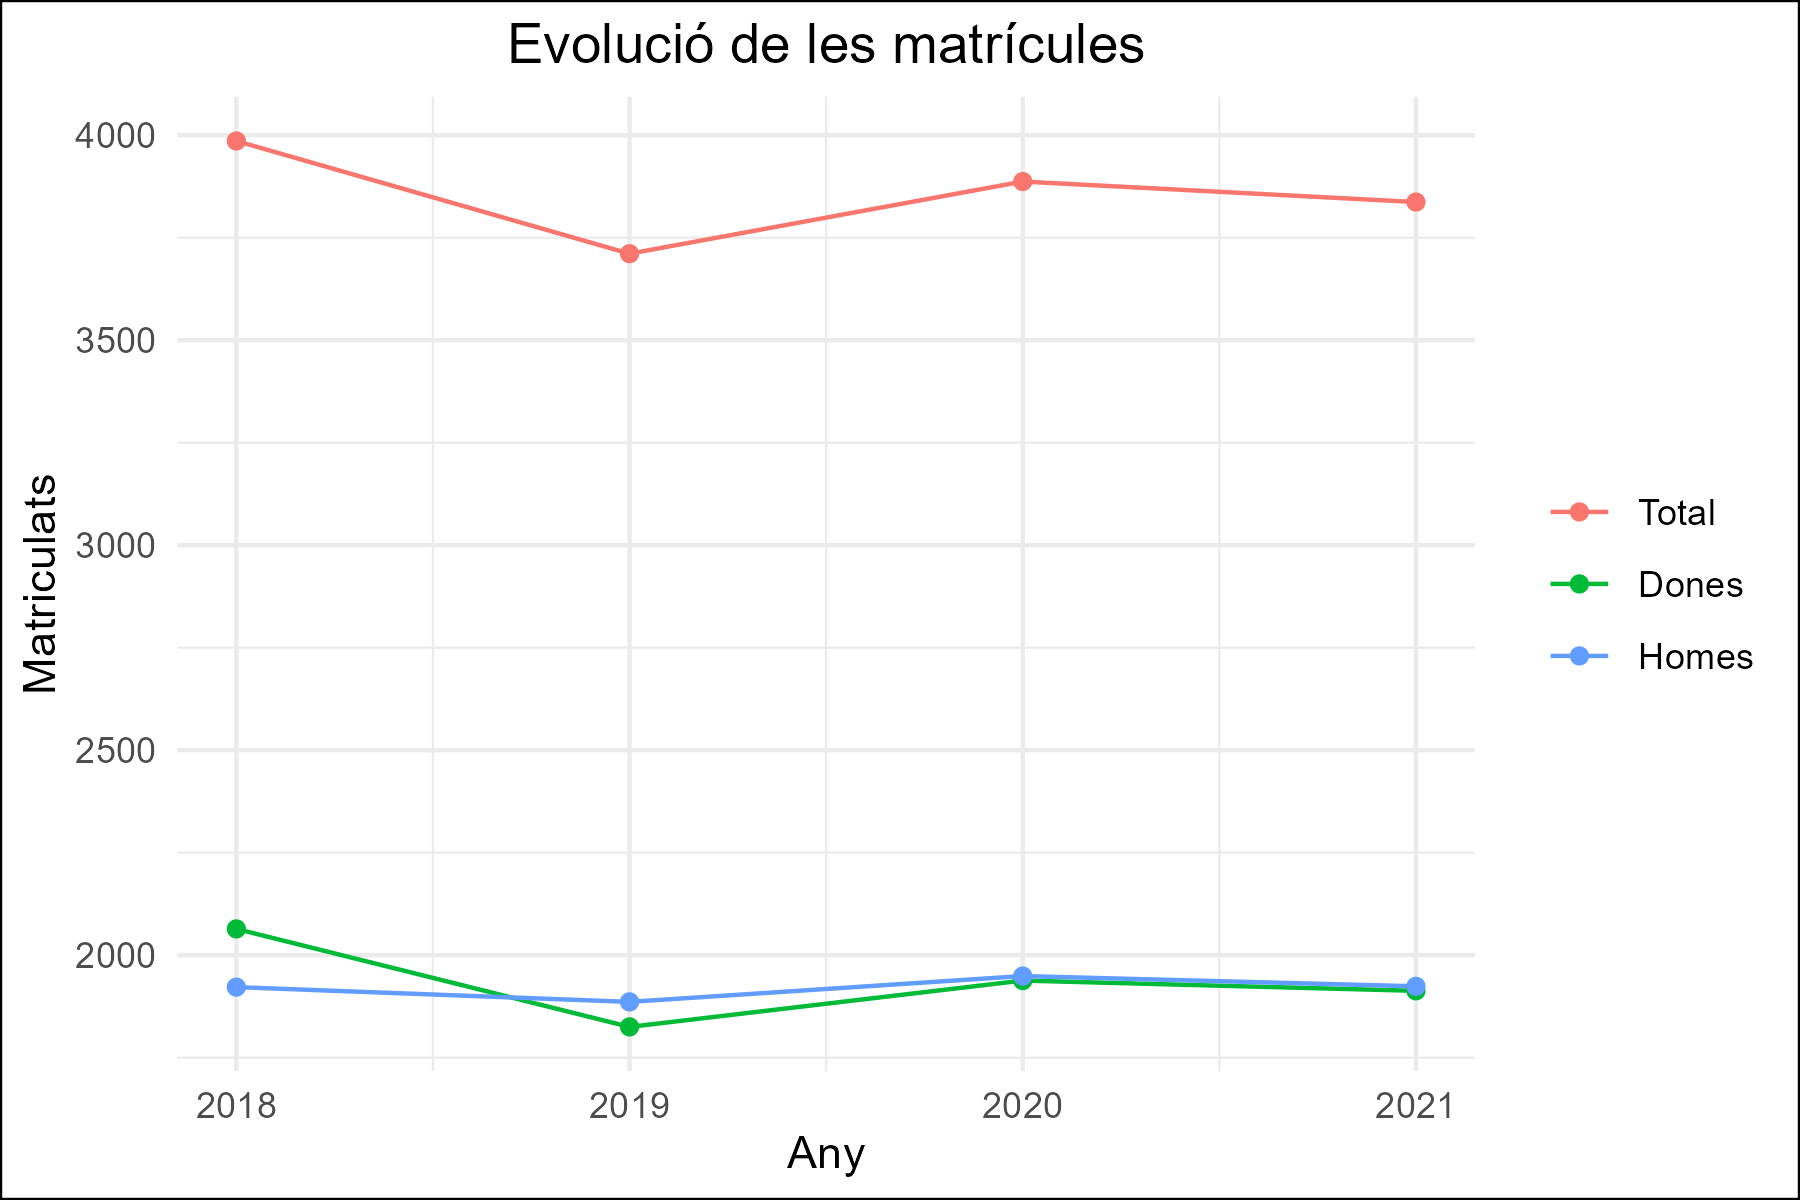 Evolució de les matrícules
Matriculats
4000
3500
3000
2500
2000
2018 2019 2020 2021
Any
Total
Dones
Homes